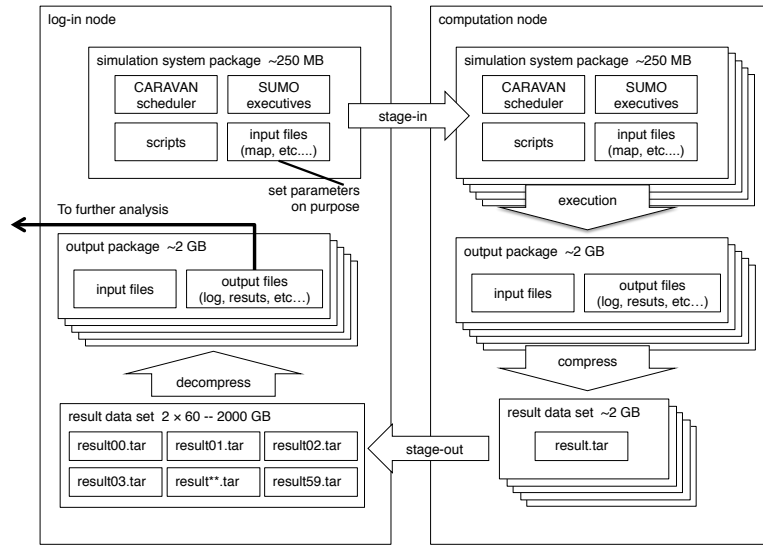 log-in node
simulation system package ~250 MB
CARAVAN
scheduler
SUMO
executives
scripts
input files
(map, etc....)
set parameters
on purpose
stage-in
computation node
simulation system package ~250 MB
CARAVAN
scheduler
SUMO
executives
scripts
input files
(map, etc....)
execution
To further analysis
output package ~2 GB
input files
output files
(log, resuts, etc…)
output package ~2 GB
input files
output files
(log, resuts, etc…)
decompress
compress
result data set 2 × 60 -- 2000 GB
result00.tar
result01.tar
result02.tar
result03.tar
result**.tar
result59.tar
stage-out
result data set ~2 GB
result.tar